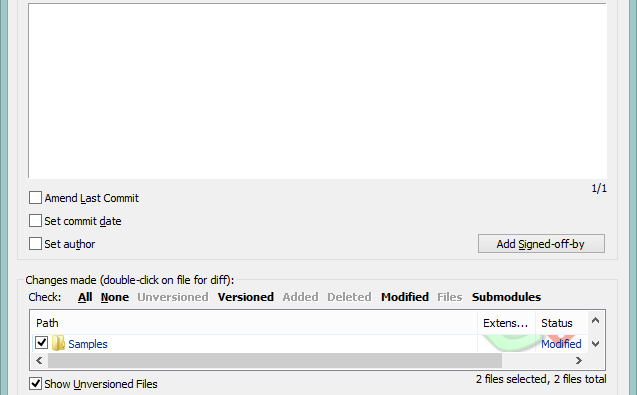 1/1
Amend Last Commit
Set commit date
Set author
Add Signed-off-by
Changes made (double-click on file for diff):
Check: All None Unversioned Versioned Added Deleted Modified Files Submodules
Path Extens... Status
Samples Modified
Show Unversioned Files
2 files selected, 2 files total